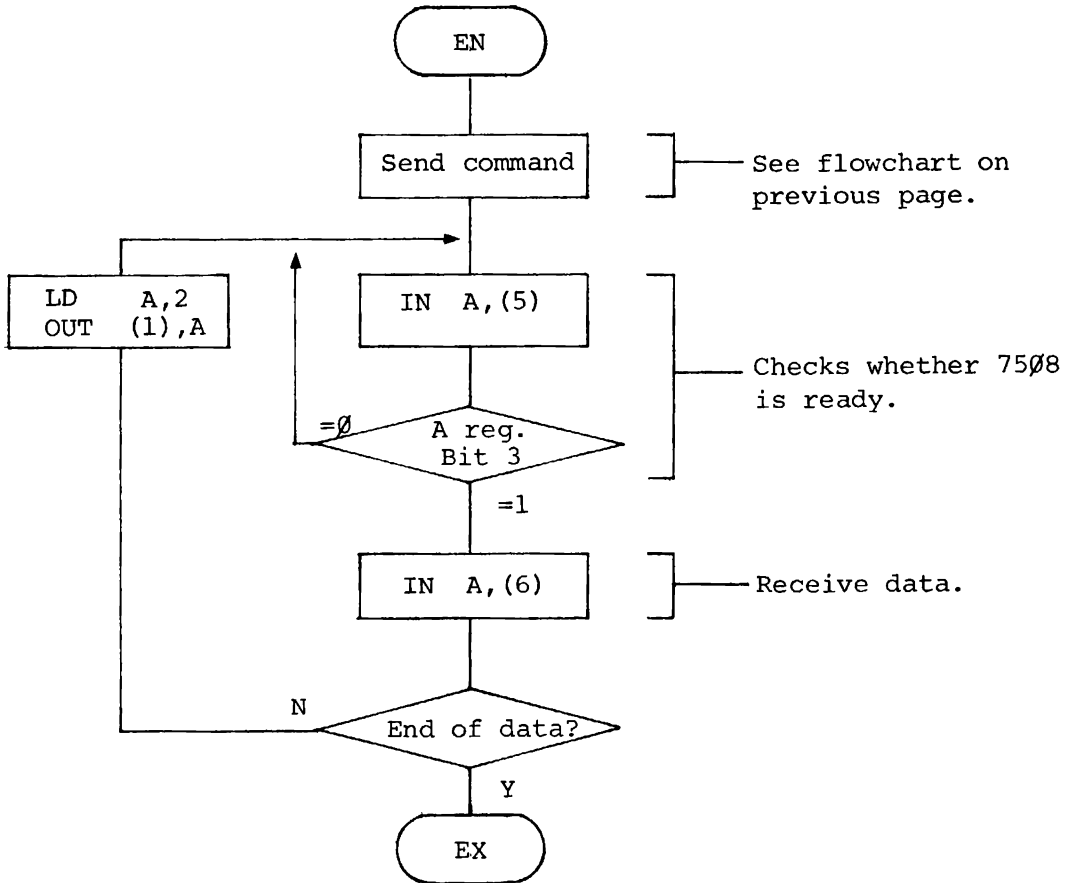 EN
Send command
See flowchart on
previous page.
LD A,2
OUT (1),A
IN A,(5)
Checks whether 75Ø8
is ready.
=Ø
A reg.
Bit 3
=1
IN A,(6)
Receive data.
N
End of data?
Y
EX